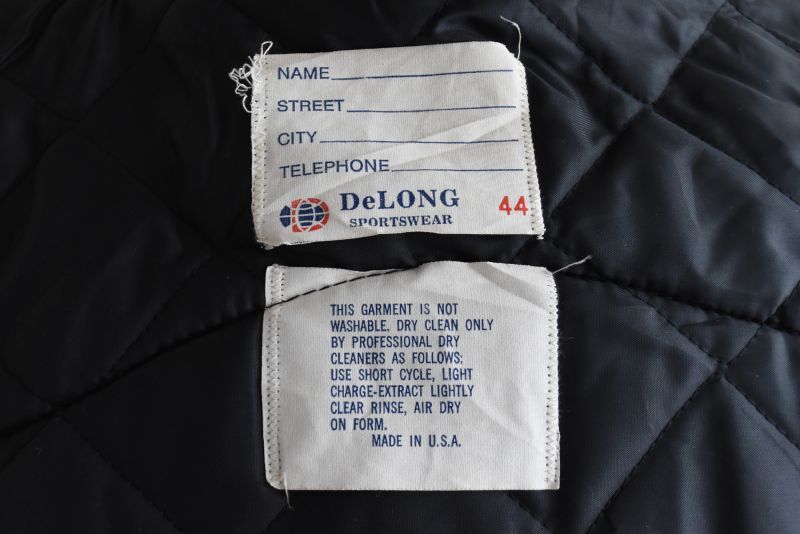 NAME
STREET
CITY
TELEPHONE
DeLONG
SPORTSWEAR
44
THIS GARMENT IS NOT
WASHABLE. DRY CLEAN ONLY
BY PROFESSIONAL DRY
CLEANERS AS FOLLOWS:
USE SHORT CYCLE, LIGHT
CHARGE-EXTRACT LIGHTLY
CLEAR RINSE, AIR DRY
ON FORM.
MADE IN U.S.A.